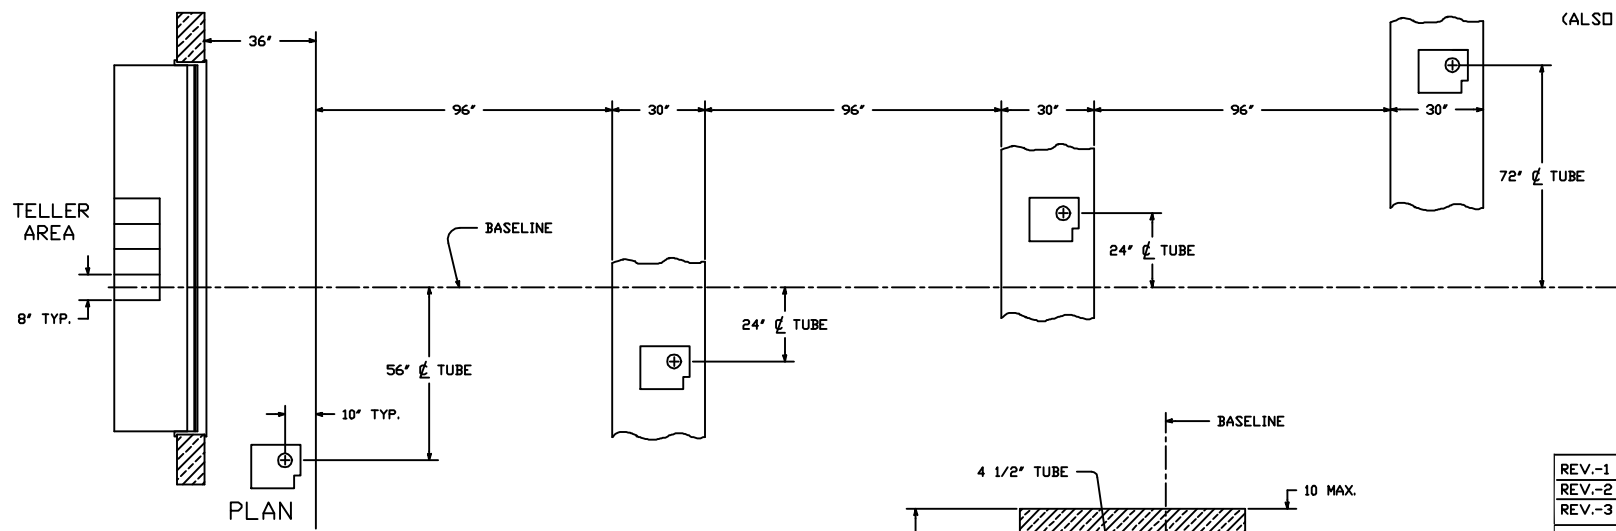 (ALSO
36"
96"
30"
96"
30"
96"
30"
72" ℄ TUBE
TELLER
AREA
BASELINE
24" ℄ TUBE
8" TYP.
24" ℄ TUBE
56" ℄ TUBE
10" TYP.
BASELINE
4 1/2" TUBE
10 MAX.
PLAN
REV.-1
REV.-2
REV.-3